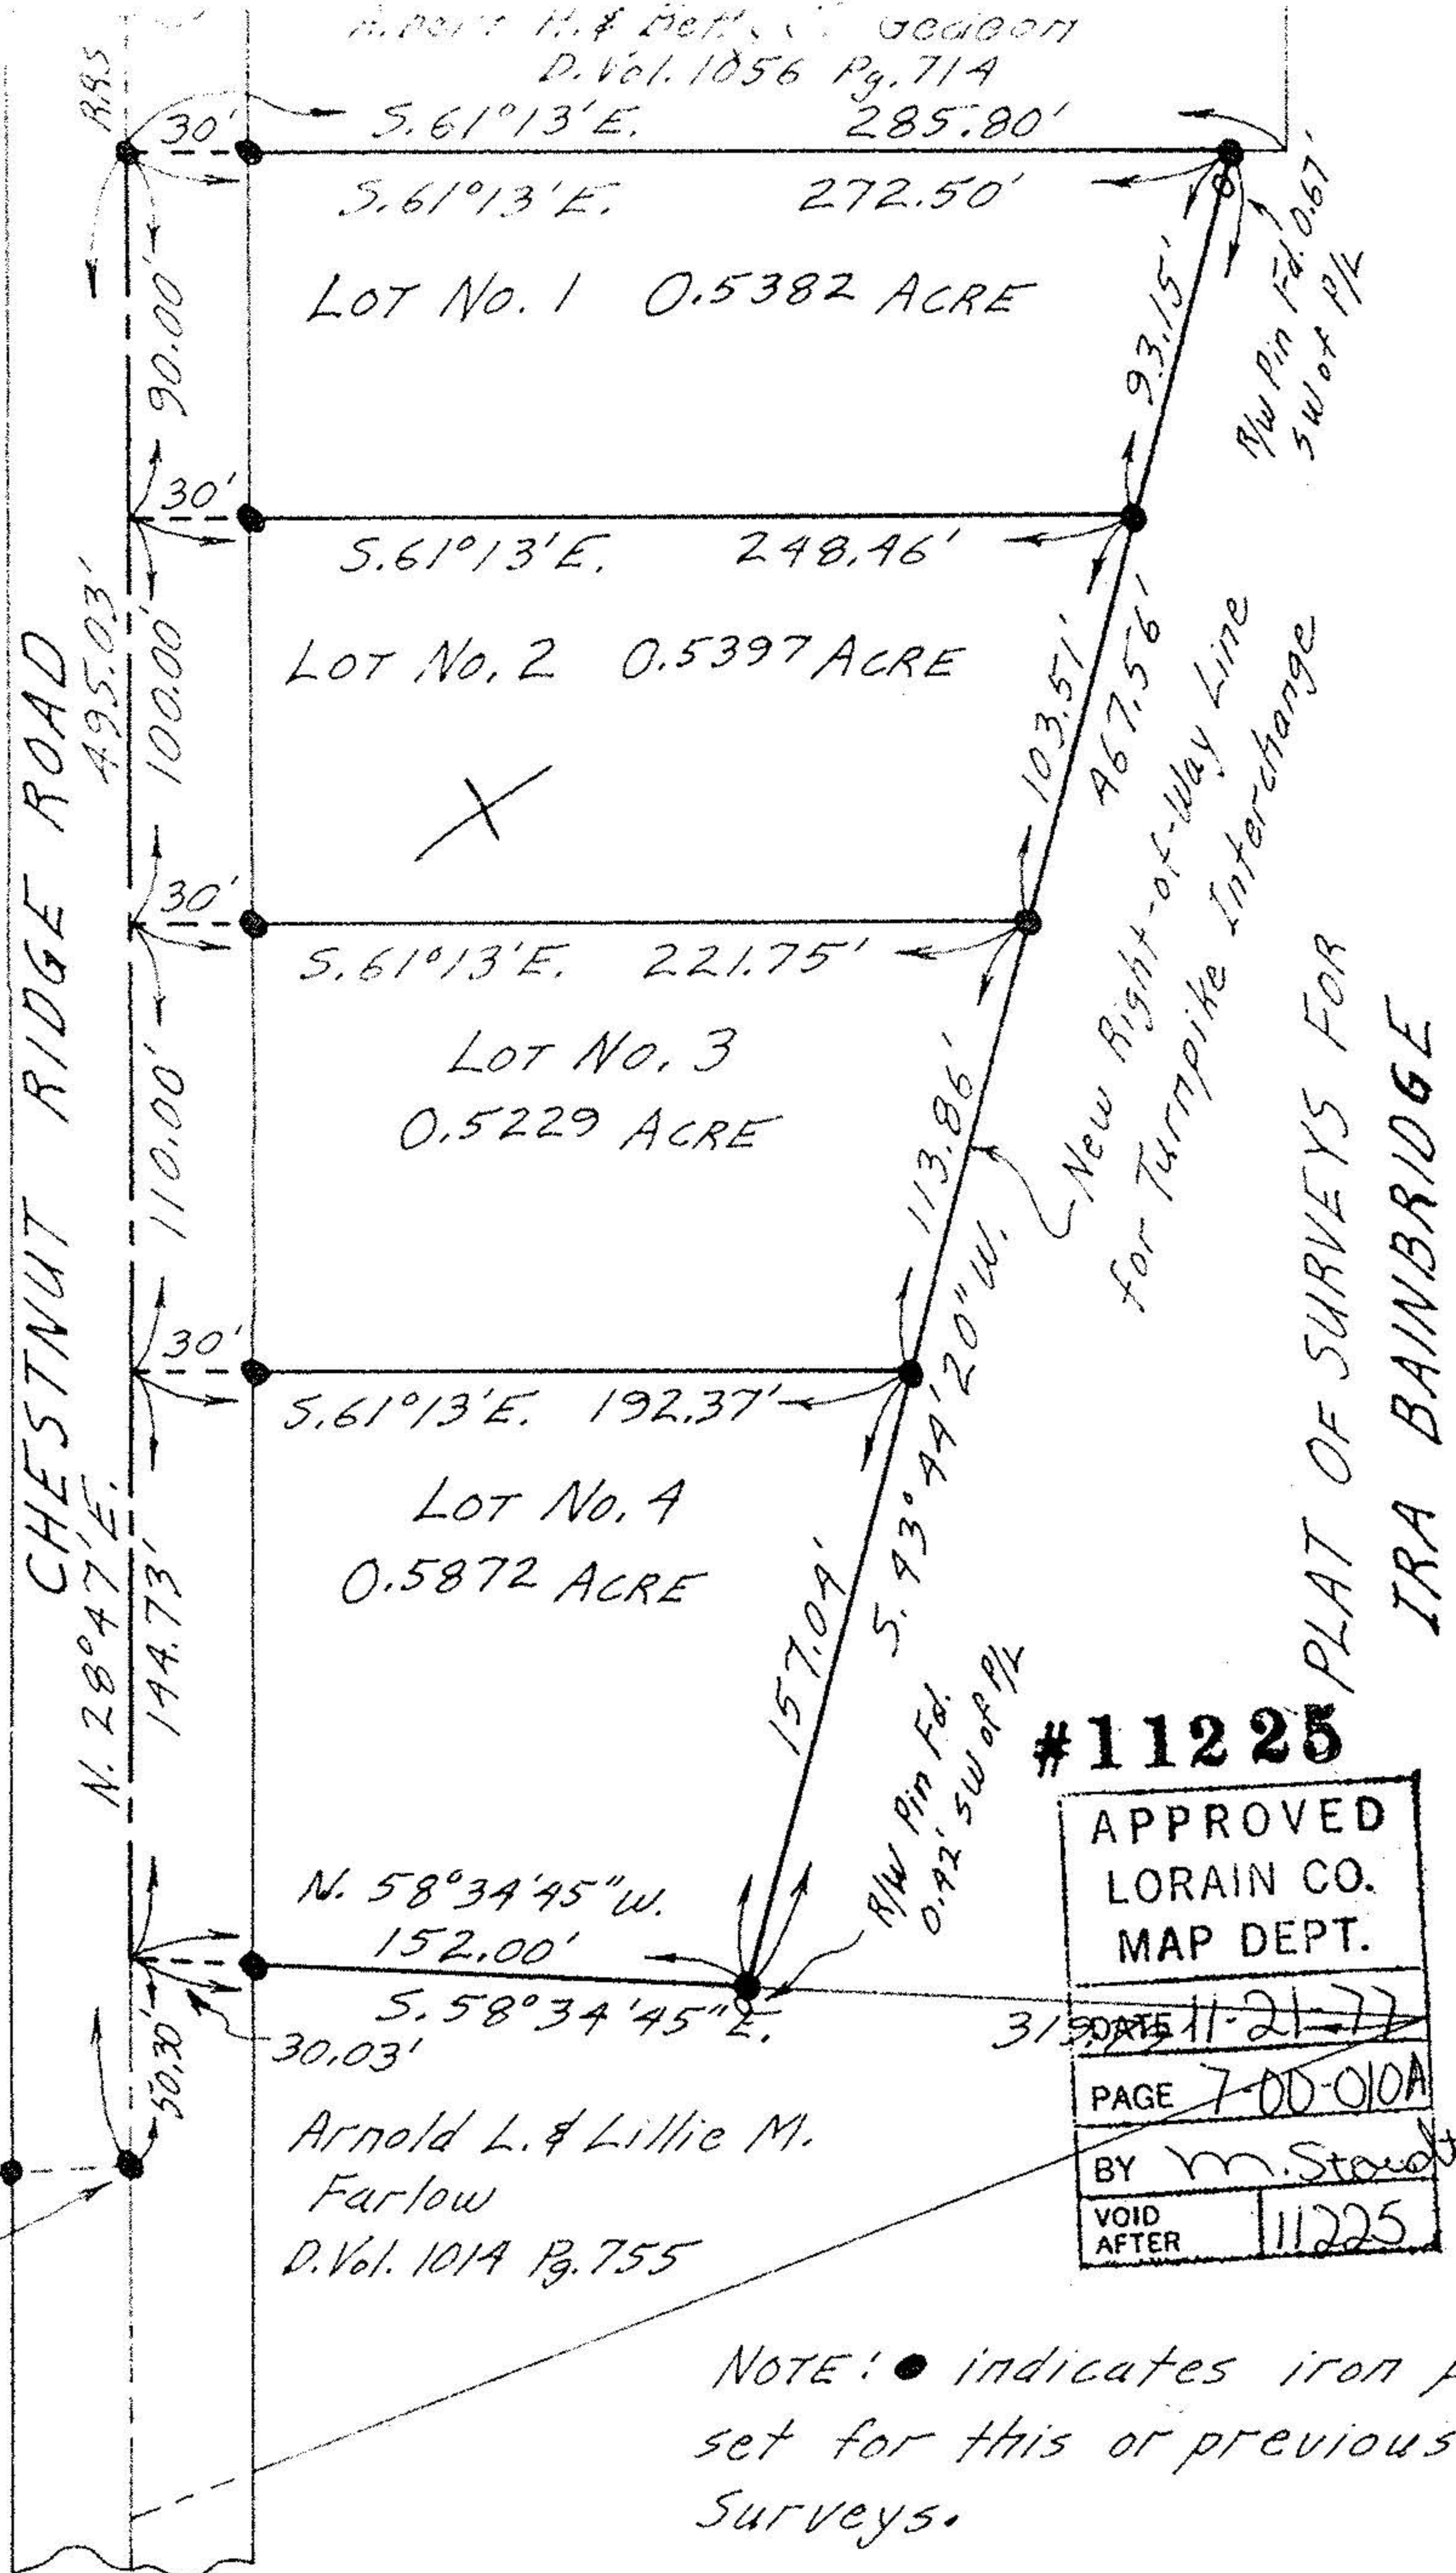 H. &
D. Vol. 1056 Pg. 714
R.R.S
30' S. 61°13'E. 285.80'
S. 61°13'E. 272.50'
LOT No. 1 0.5382 ACRE
90.00'
93.15'
R/W Pin Fd. 0.67'
SW of P/L
30'
S. 61°13'E. 248.46'
LOT No. 2 0.5397 ACRE
100.00'
103.51'
467.56'
New Right-of-Way Line
for Turnpike Interchange
30'
S. 61°13'E. 221.75'
LOT No. 3
0.5229 ACRE
110.00'
113.86'
S. 43°44'20"W.
CHESTNUT RIDGE ROAD
N. 28°47'E. 495.03'
30'
S. 61°13'E. 192.37'
LOT No. 4
0.5872 ACRE
144.73'
157.04'
R/W Pin Fd.
0.42' SW of P/L
PLAT OF SURVEYS FOR
IRA BAINBRIDGE
#11225
APPROVED
LORAIN CO.
MAP DEPT.
DATE 11-21-77
PAGE 7-00-010A
BY M. Stoudt
VOID AFTER 11225
N. 58°34'45"W.
152.00'
S. 58°34'45"E.
30.03'
50.30'
Arnold L. & Lillie M.
Farlow
D. Vol. 1014 Pg. 755
NOTE: ● indicates iron
set for this or previous
Surveys.